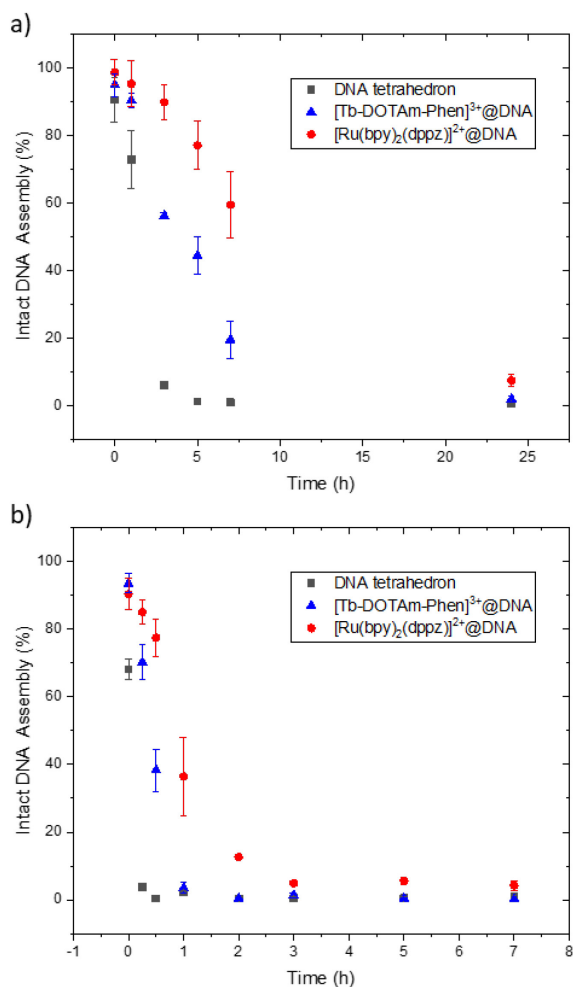 a)
100
80
60
40
20
0
Intact DNA Assembly (%)
DNA tetrahedron
[Tb-DOTAm-Phen]³⁺@DNA
[Ru(bpy)₂(dppz)]²⁺@DNA
0 5 10 15 20 25
Time (h)
b)
100
80
60
40
20
0
Intact DNA Assembly (%)
DNA tetrahedron
[Tb-DOTAm-Phen]³⁺@DNA
[Ru(bpy)₂(dppz)]²⁺@DNA
-1 0 1 2 3 4 5 6 7 8
Time (h)